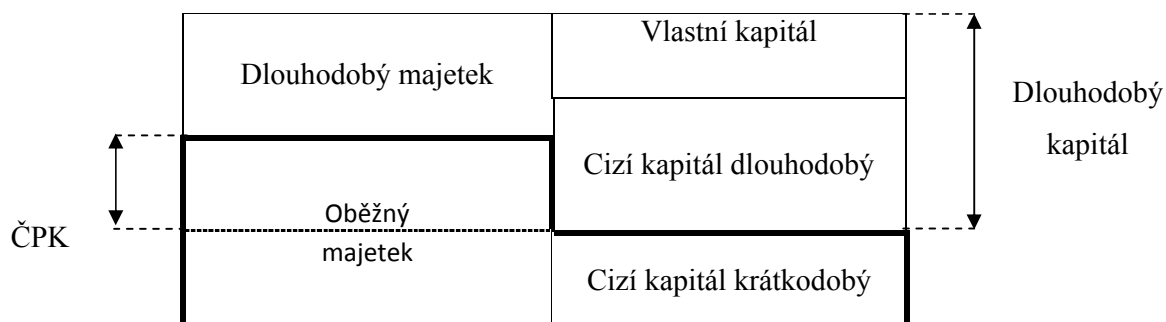 Vlastní kapitál
Dlouhodobý majetek
Dlouhodobý
kapitál
Cizí kapitál dlouhodobý
Oběžný
ČPK
majetek
Cizí kapitál krátkodobý